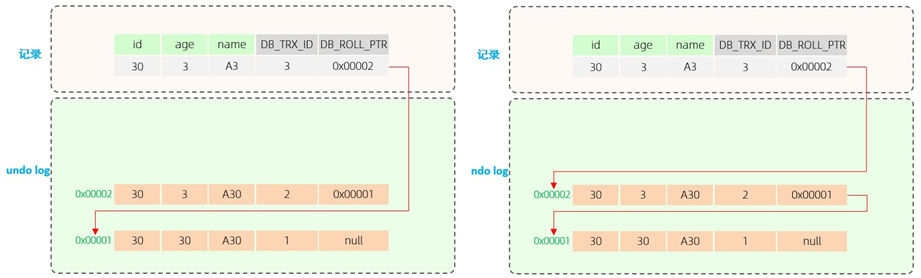 记录
id age name DB_TRX_ID DB_ROLL_PTR
30 3 A3 3 0x00002
undo log
0x00002 30 3 A30 2 0x00001
0x00001 30 30 A30 1 null
记录
id age name DB_TRX_ID DB_ROLL_PTR
30 3 A3 3 0x00002
ndo log
0x00002 30 3 A30 2 0x00001
0x00001 30 30 A30 1 null